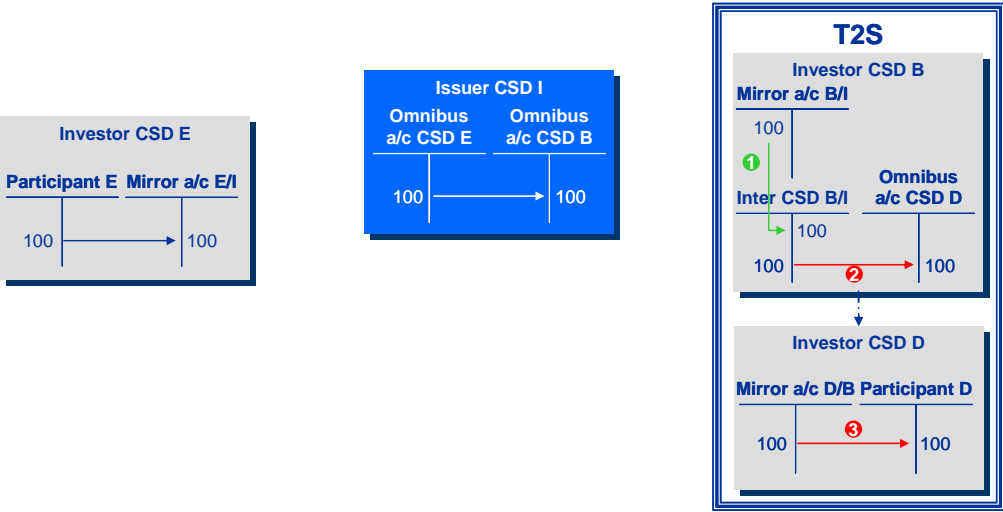 Investor CSD E
Participant E Mirror a/c E/I
100 100
Issuer CSD I
Omnibus Omnibus
a/c CSD E a/c CSD B
100 100
T2S
Investor CSD B
Mirror a/c B/I
100
1
Omnibus
Inter CSD B/I a/c CSD D
100
100 2 100
Investor CSD D
Mirror a/c D/B Participant D
3
100 100